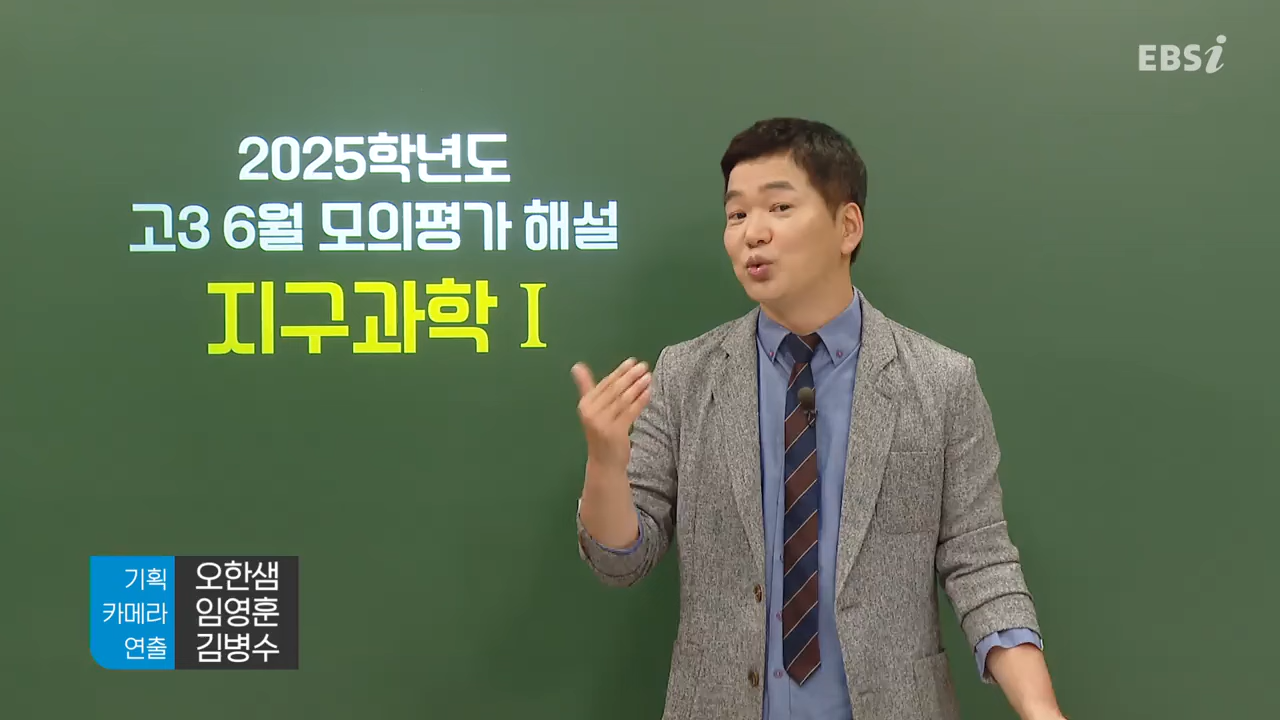 EBSi
2025학년도
고3 6월 모의평가 해설
지구과학 I
기획 오한샘
카메라 임영훈
연출 김병수